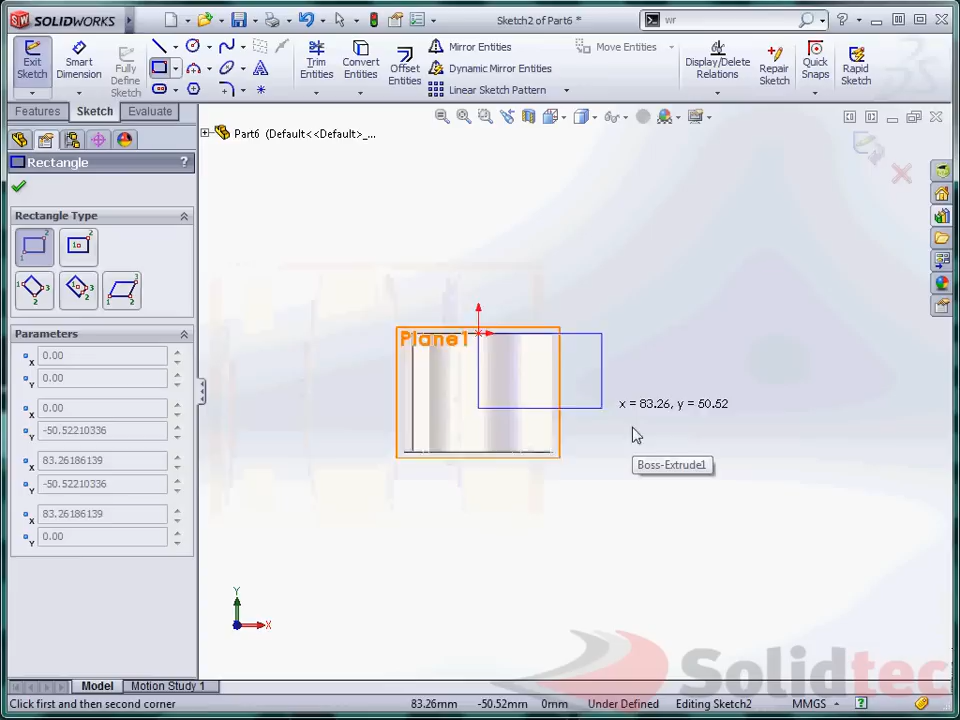 SOLIDWORKS
Sketch2 of Part6 *
wr
Exit Sketch
Smart Dimension
Fully Define Sketch
Trim Entities
Convert Entities
Offset Entities
Mirror Entities
Dynamic Mirror Entities
Linear Sketch Pattern
Move Entities
Display/Delete Relations
Repair Sketch
Quick Snaps
Rapid Sketch
Features
Sketch
Evaluate
Part6 (Default<<Default>_...
Rectangle
?
Rectangle Type
Parameters
X 0.00
Y 0.00
X 0.00
Y -50.52210336
X 83.26186139
Y -50.52210336
X 83.26186139
Y 0.00
Plane1
x = 83.26, y = 50.52
Boss-Extrude1
Y
X
Solidtec
Model
Motion Study 1
Click first and then second corner
83.26mm
-50.52mm
0mm
Under Defined
Editing Sketch2
MMGS
?